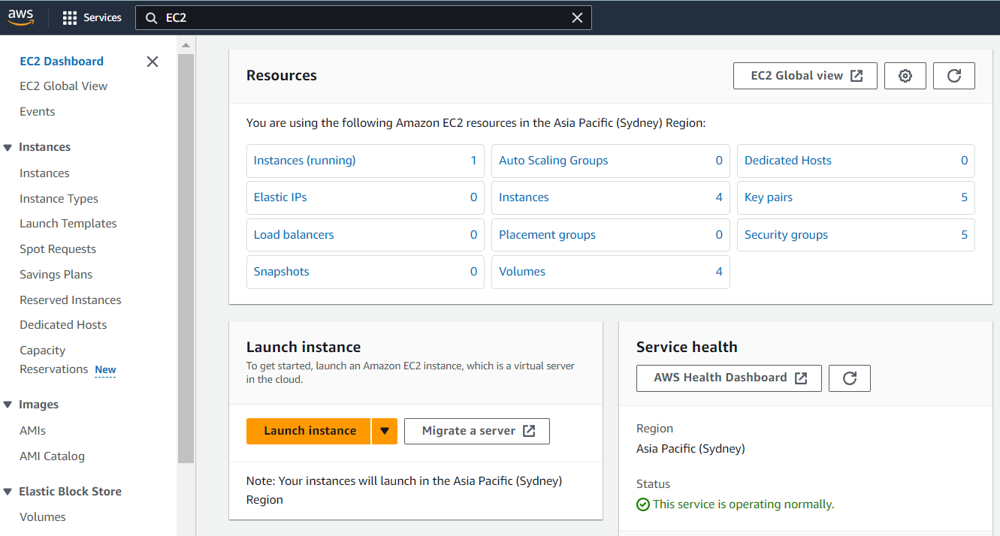 aws
Services
EC2
EC2 Dashboard
EC2 Global View
Events
Instances
Instances
Instance Types
Launch Templates
Spot Requests
Savings Plans
Reserved Instances
Dedicated Hosts
Capacity
Reservations New
Images
AMIs
AMI Catalog
Elastic Block Store
Volumes
Resources
EC2 Global view
You are using the following Amazon EC2 resources in the Asia Pacific (Sydney) Region:
Instances (running) 1
Auto Scaling Groups 0
Dedicated Hosts 0
Elastic IPs 0
Instances 4
Key pairs 5
Load balancers 0
Placement groups 0
Security groups 5
Snapshots 0
Volumes 4
Launch instance
To get started, launch an Amazon EC2 instance, which is a virtual server
in the cloud.
Launch instance
Migrate a server
Note: Your instances will launch in the Asia Pacific (Sydney)
Region
Service health
AWS Health Dashboard
Region
Asia Pacific (Sydney)
Status
This service is operating normally.